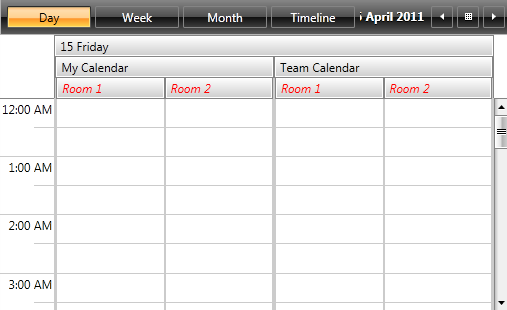 Day Week Month Timeline April 2011
15 Friday
My Calendar Team Calendar
Room 1 Room 2 Room 1 Room 2
12:00 AM
1:00 AM
2:00 AM
3:00 AM